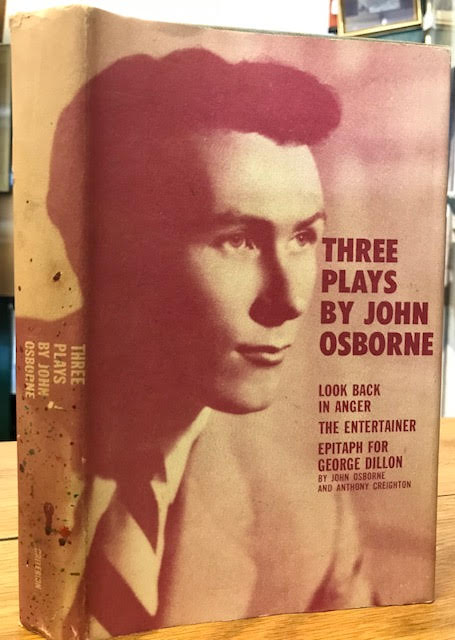 THREE
PLAYS
BY JOHN
OSBORNE
LOOK BACK
IN ANGER
THE ENTERTAINER
EPITAPH FOR
GEORGE DILLON
BY JOHN OSBORNE
AND ANTHONY CREIGHTON
THREE
PLAYS
BY JOHN
OSBORNE
CRITERION